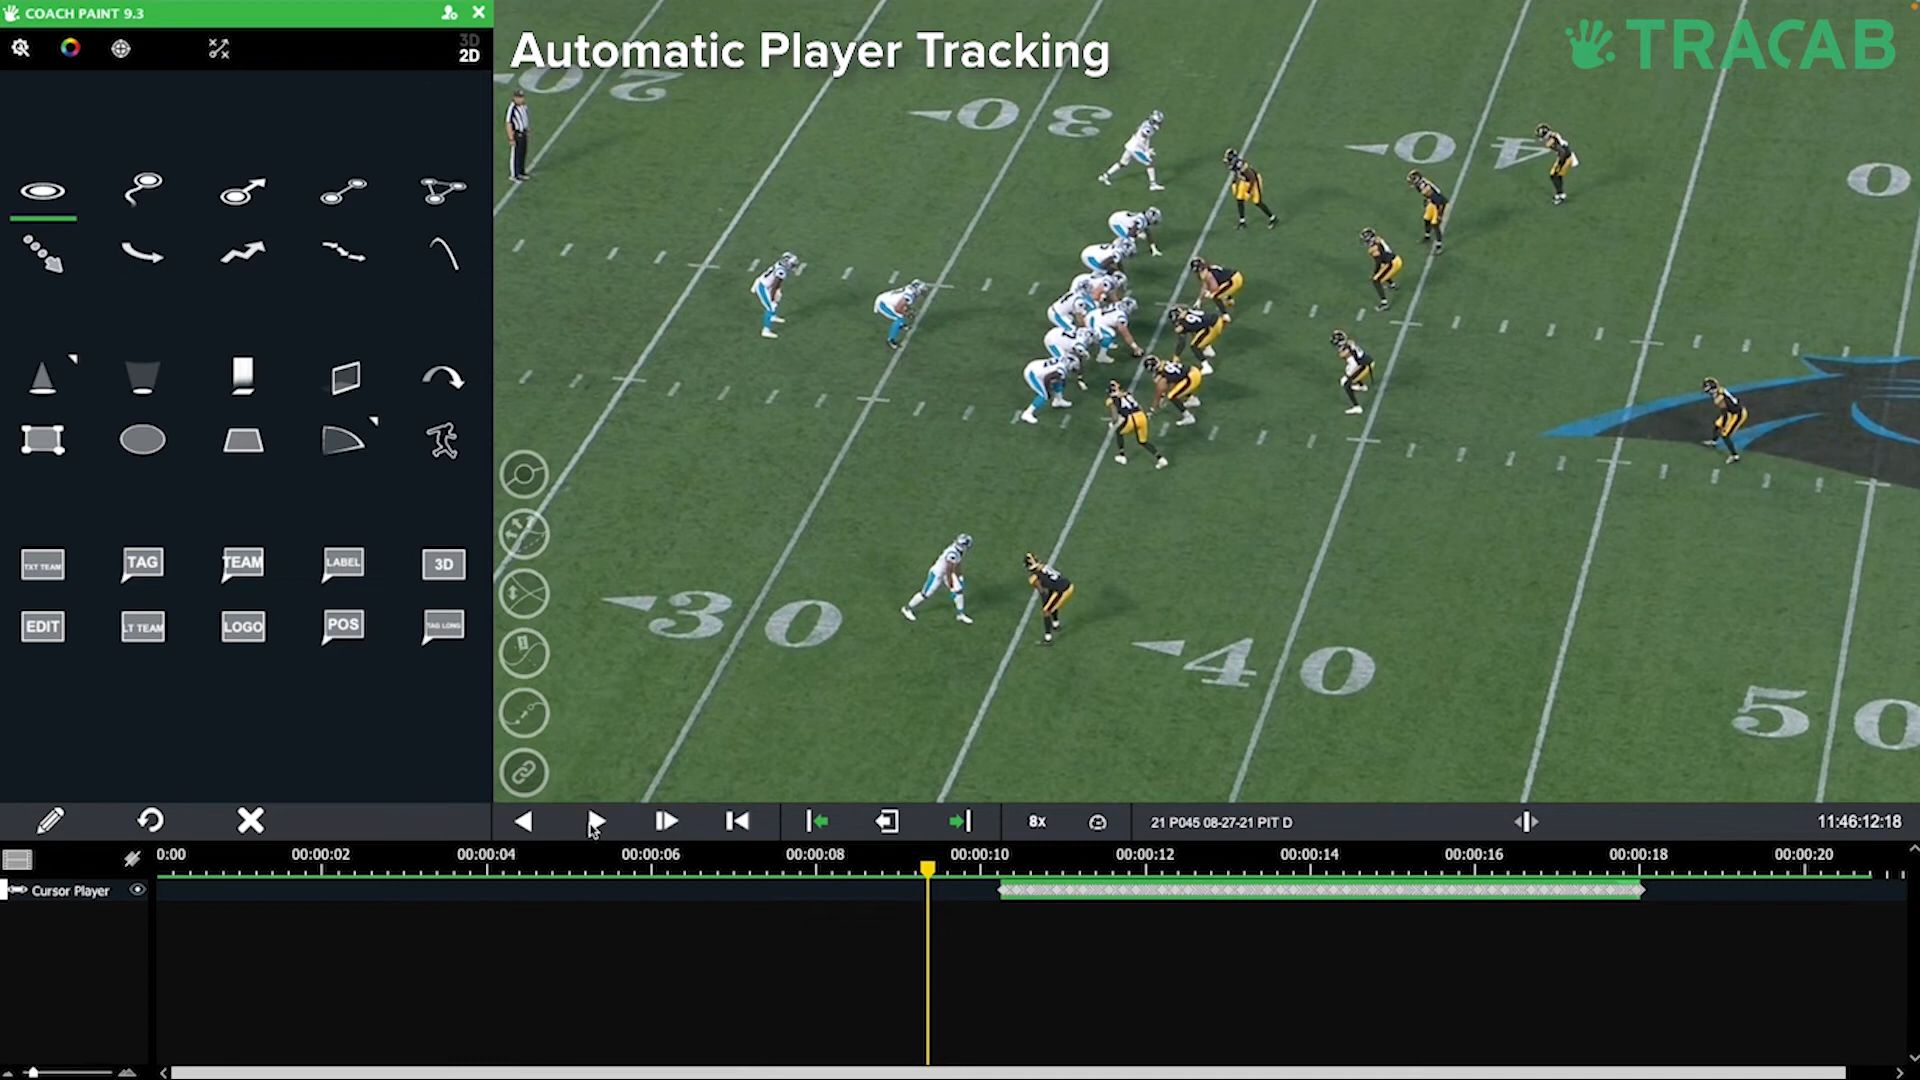 COACH PAINT 9.3
3D
2D
Automatic Player Tracking
TRACAB
20
30
40
0
30
40
50
TXT TEAM
TAG
TEAM
LABEL
3D
EDIT
LT TEAM
LOGO
POS
TAG LONG
8x
21 P045 08-27-21 PIT D
11:46:12:18
0:00
00:00:02
00:00:04
00:00:06
00:00:08
00:00:10
00:00:12
00:00:14
00:00:16
00:00:18
00:00:20
Cursor Player